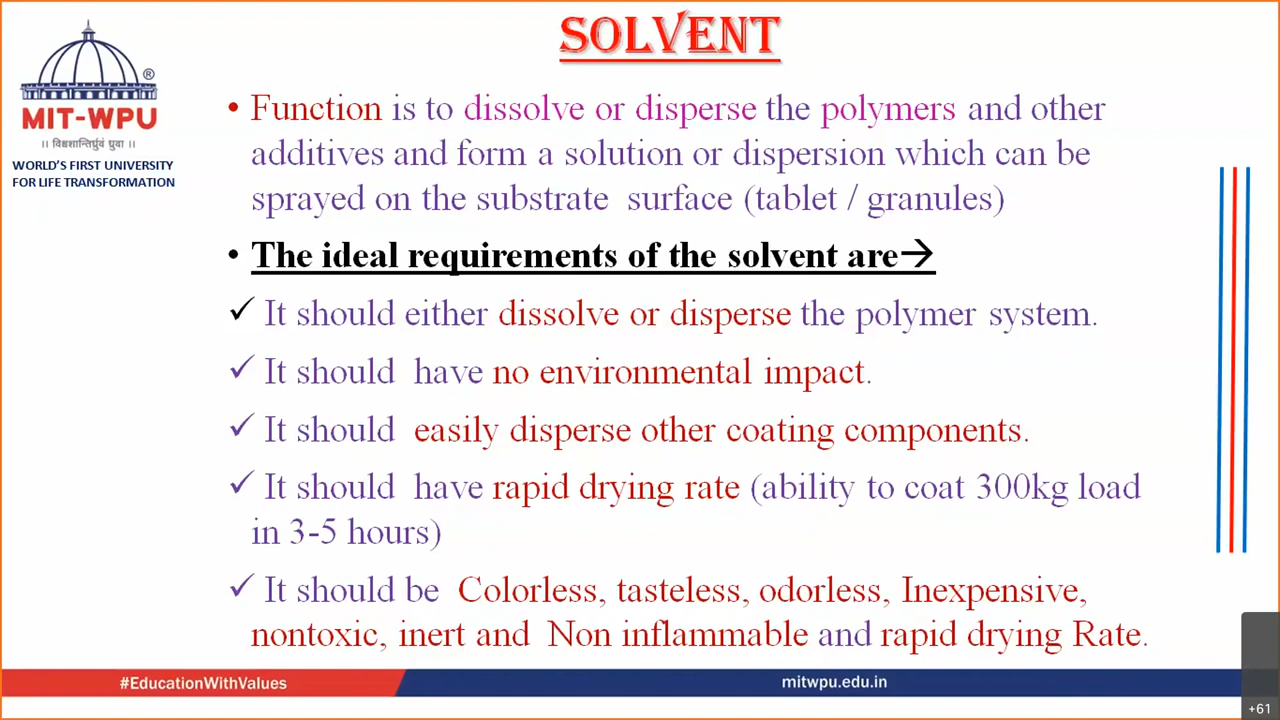 SOLVENT
®
MIT-WPU
।। विश्वशान्तिर्ध्रुवं ध्रुवा ।।
WORLD'S FIRST UNIVERSITY
FOR LIFE TRANSFORMATION
• Function is to dissolve or disperse the polymers and other
additives and form a solution or dispersion which can be
sprayed on the substrate surface (tablet / granules)
• The ideal requirements of the solvent are→
✓ It should either dissolve or disperse the polymer system.
✓ It should have no environmental impact.
✓ It should easily disperse other coating components.
✓ It should have rapid drying rate (ability to coat 300kg load
in 3-5 hours)
✓ It should be Colorless, tasteless, odorless, Inexpensive,
nontoxic, inert and Non inflammable and rapid drying Rate.
#EducationWithValues
mitwpu.edu.in
+61